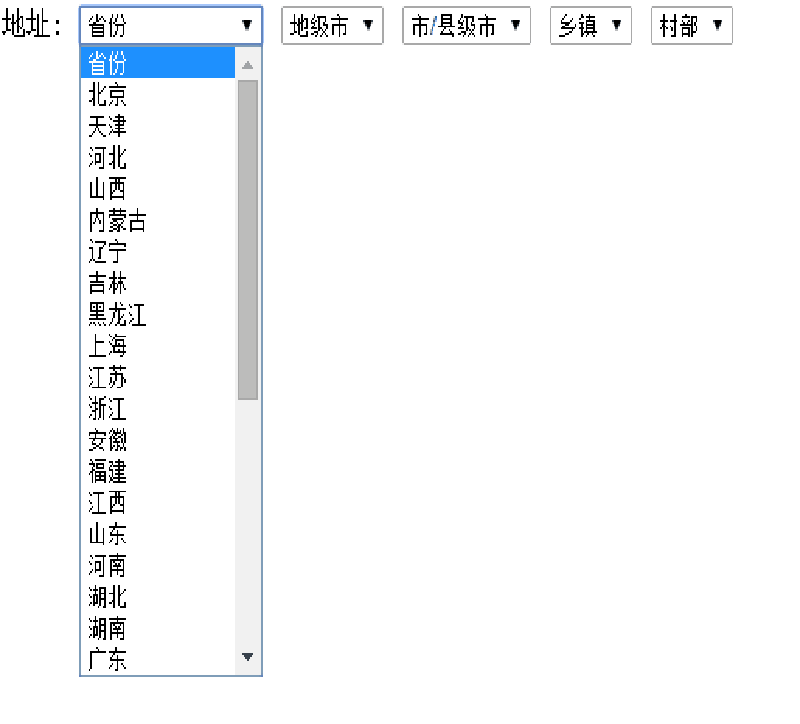 地址： 省份 地级市 市/县级市 乡镇 村部
省份
北京
天津
河北
山西
内蒙古
辽宁
吉林
黑龙江
上海
江苏
浙江
安徽
福建
江西
山东
河南
湖北
湖南
广东